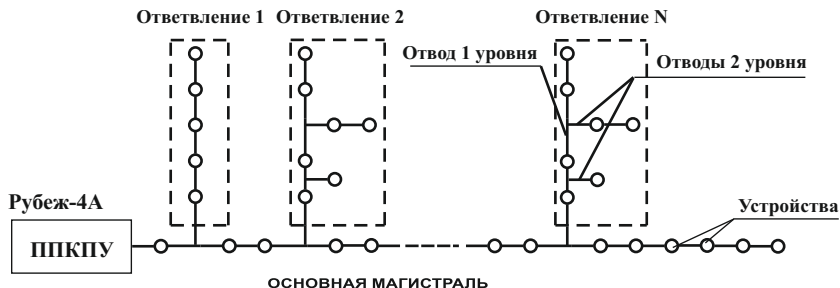 Ответвление 1
Ответвление 2
Ответвление N
Отвод 1 уровня
Отводы 2 уровня
Рубеж-4А
ППКПУ
Устройства
ОСНОВНАЯ МАГИСТРАЛЬ